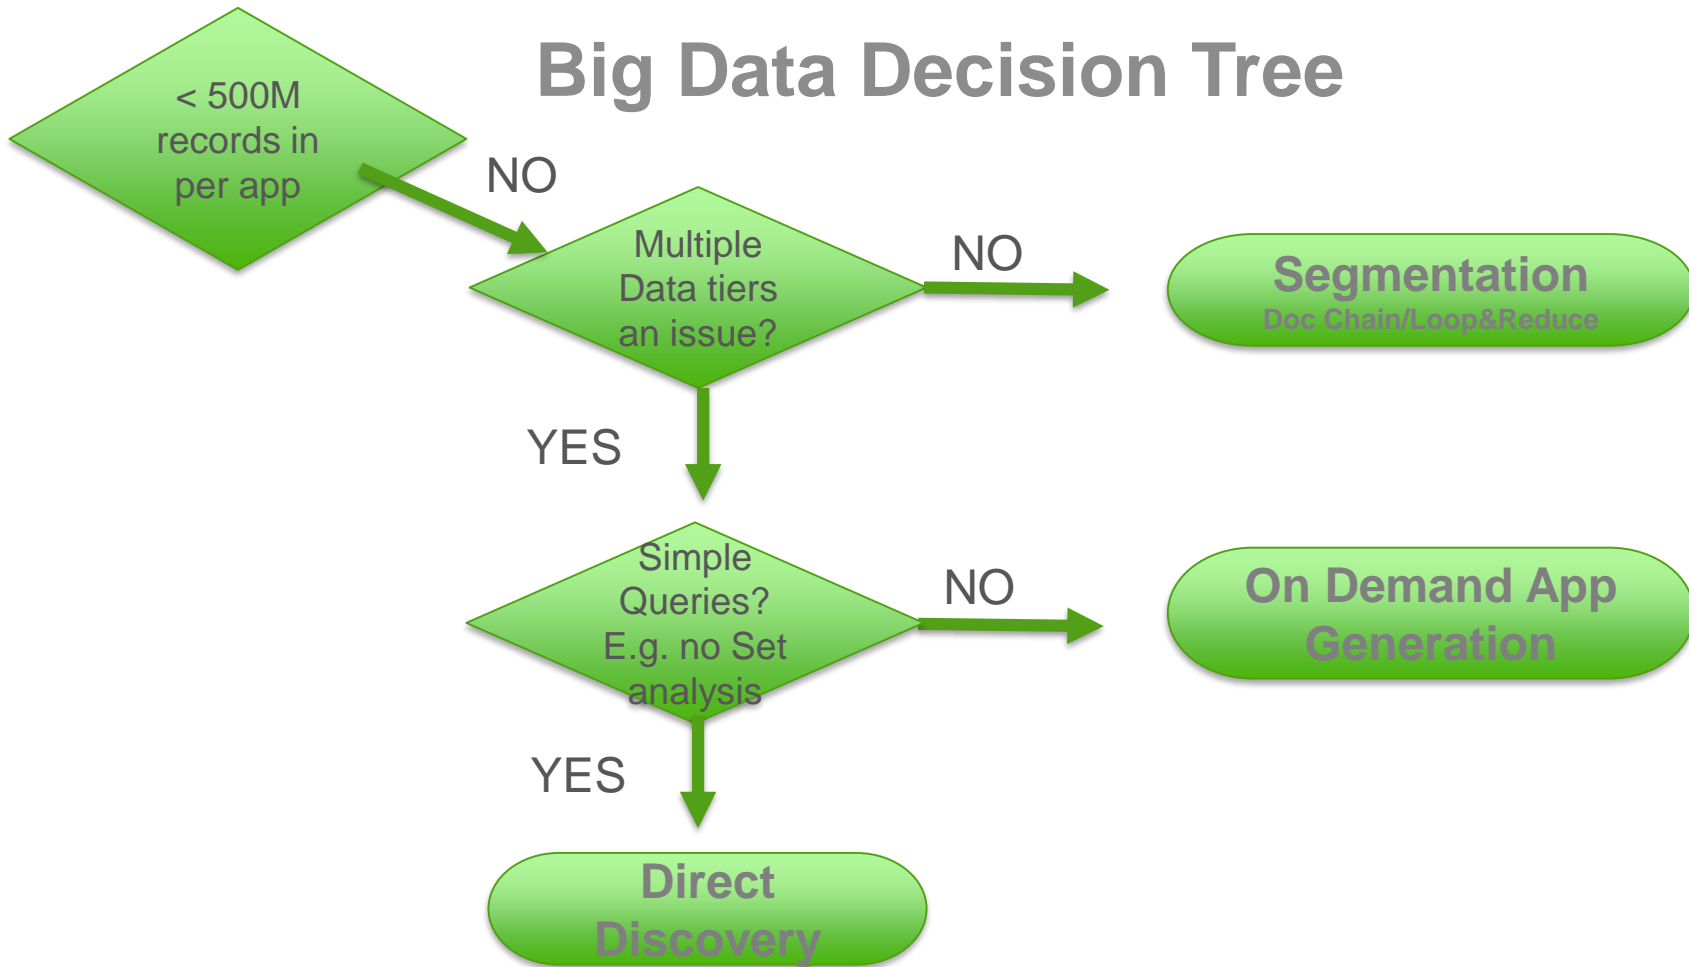 Big Data Decision Tree
< 500M
records in
per app
NO
Multiple
Data tiers
an issue?
NO
Segmentation
Doc Chain/Loop&Reduce
YES
Simple
Queries?
E.g. no Set
analysis
NO
On Demand App
Generation
YES
Direct
Discovery